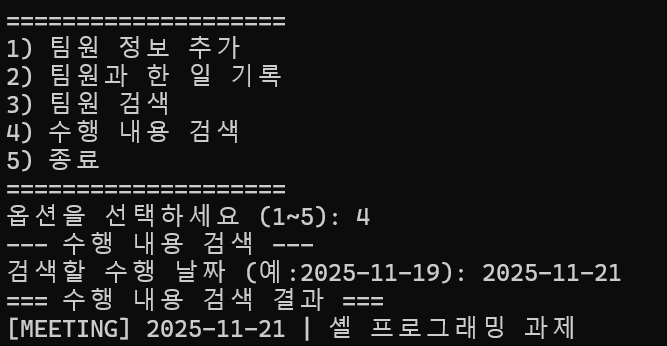 ====================
1) 팀원 정보 추가
2) 팀원과 한 일 기록
3) 팀원 검색
4) 수행 내용 검색
5) 종료
====================
옵션을 선택하세요 (1~5): 4
--- 수행 내용 검색 ---
검색할 수행 날짜 (예:2025-11-19): 2025-11-21
=== 수행 내용 검색 결과 ===
[MEETING] 2025-11-21 | 셸 프로그래밍 과제